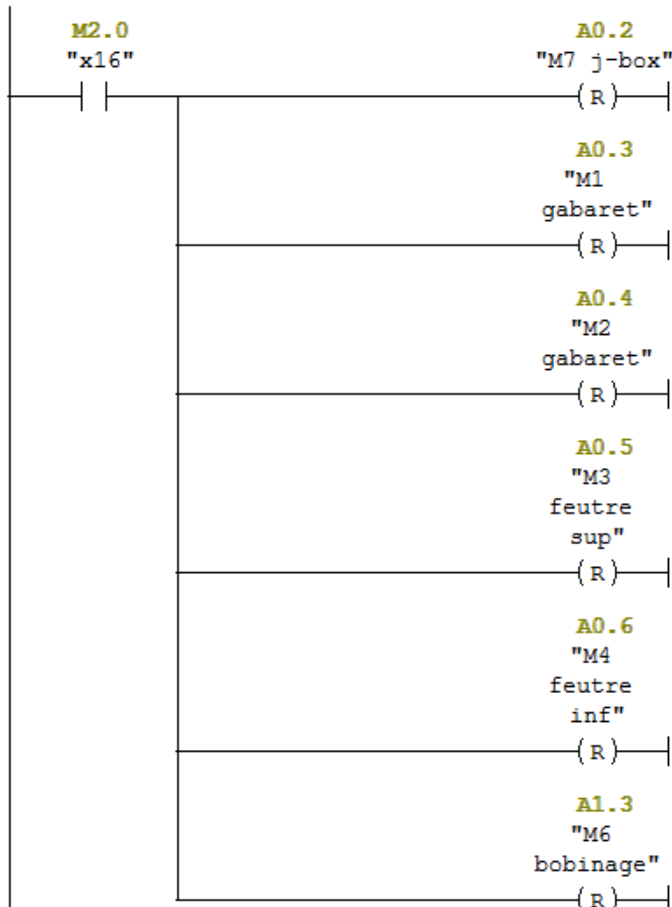 M2.0
"x16"
A0.2
"M7 j-box"
( R )
A0.3
"M1
gabaret"
( R )
A0.4
"M2
gabaret"
( R )
A0.5
"M3
feutre
sup"
( R )
A0.6
"M4
feutre
inf"
( R )
A1.3
"M6
bobinage"
( R )